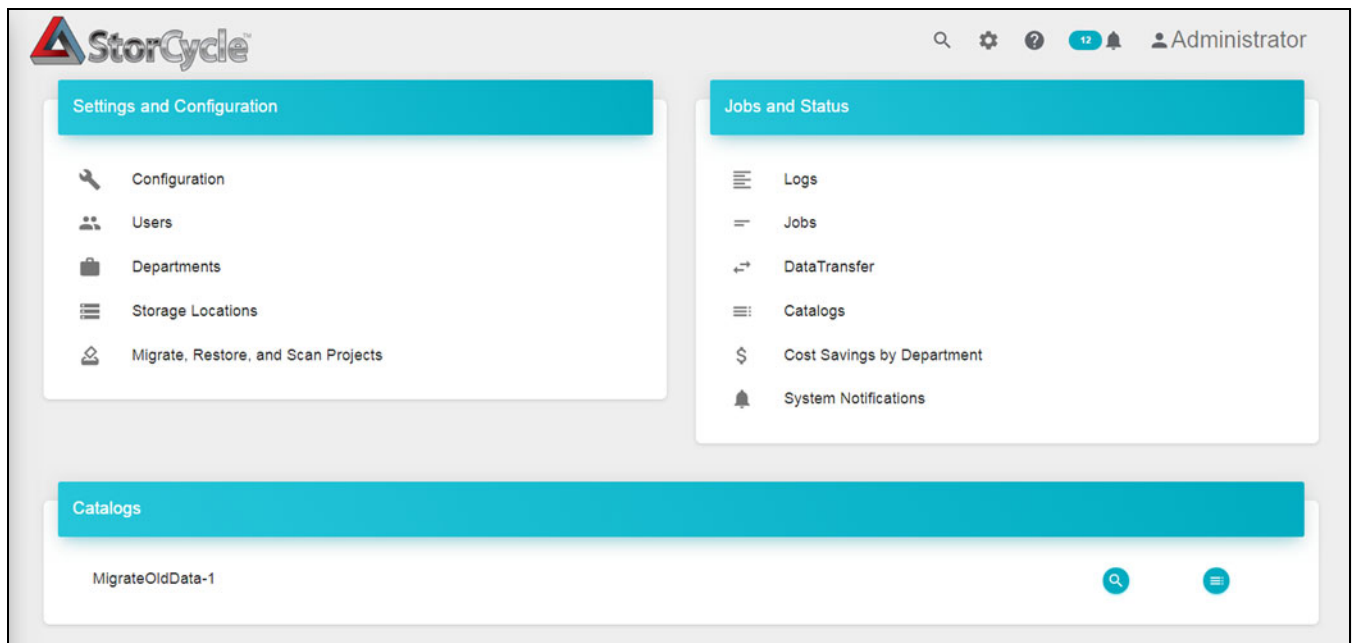 StorCycle™
12
Administrator
Settings and Configuration
Configuration
Users
Departments
Storage Locations
Migrate, Restore, and Scan Projects
Jobs and Status
Logs
Jobs
DataTransfer
Catalogs
Cost Savings by Department
System Notifications
Catalogs
MigrateOldData-1